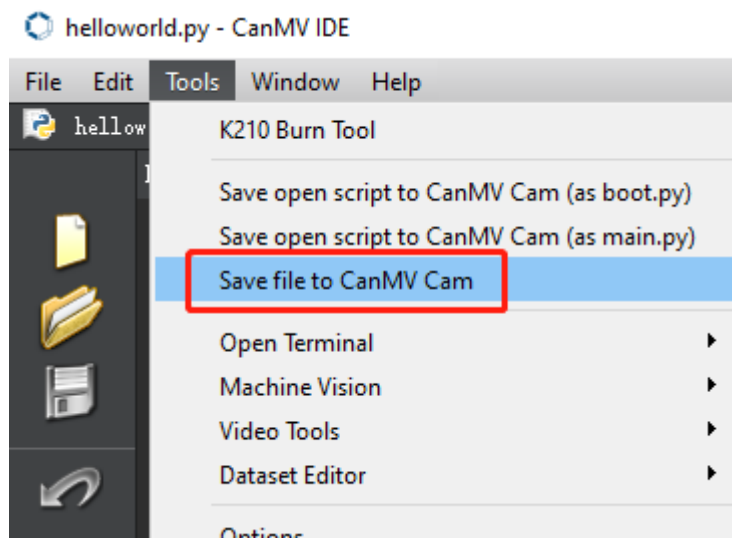 helloworld.py - CanMV IDE
File Edit Tools Window Help
hellow
K210 Burn Tool
Save open script to CanMV Cam (as boot.py)
Save open script to CanMV Cam (as main.py)
Save file to CanMV Cam
Open Terminal
Machine Vision
Video Tools
Dataset Editor
Options